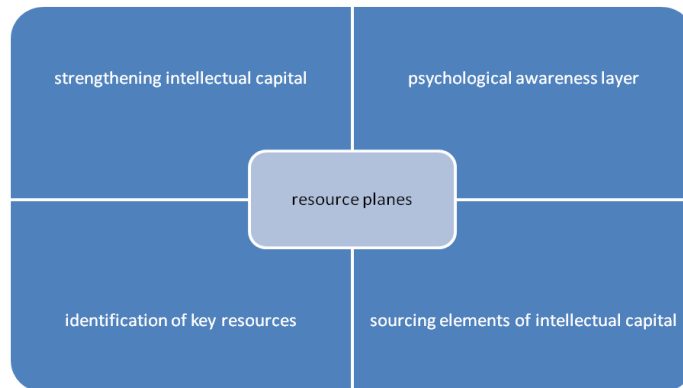 strengthening intellectual capital
psychological awareness layer
resource planes
identification of key resources
sourcing elements of intellectual capital